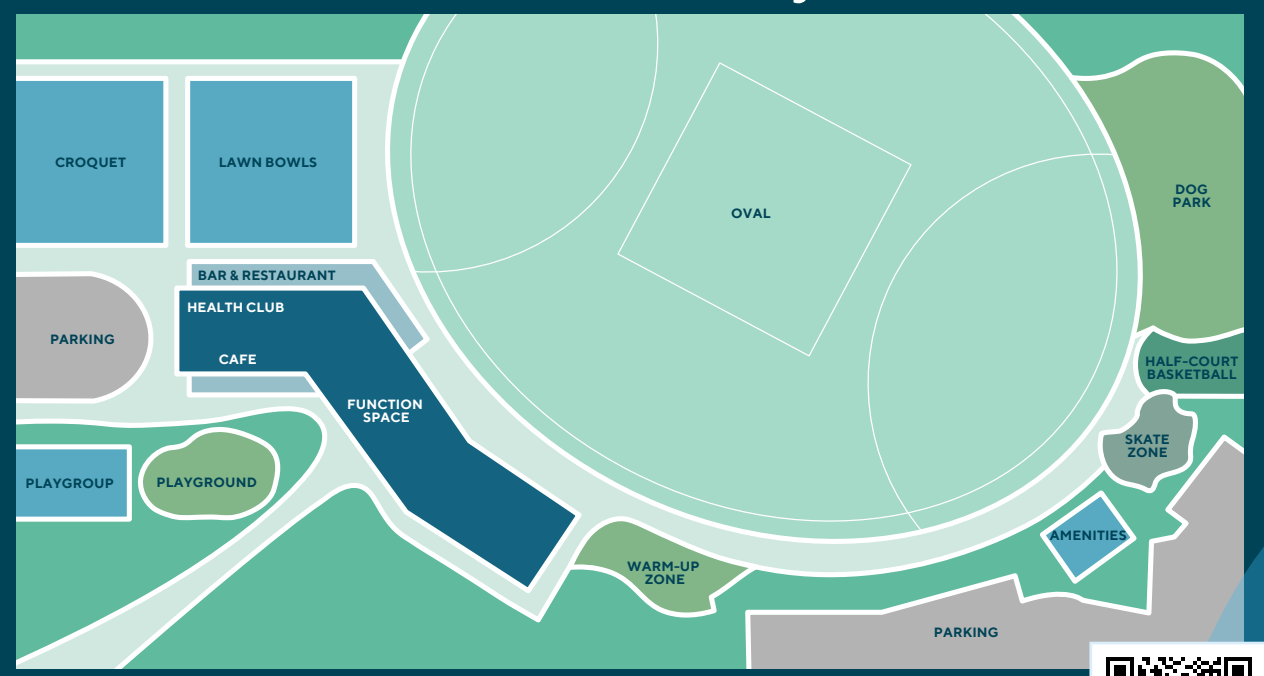 CROQUET
LAWN BOWLS
OVAL
DOG
PARK
BAR & RESTAURANT
HEALTH CLUB
PARKING
CAFE
HALF-COURT
BASKETBALL
FUNCTION
SPACE
SKATE
ZONE
PLAYGROUP
PLAYGROUND
AMENITIES
WARM-UP
ZONE
PARKING